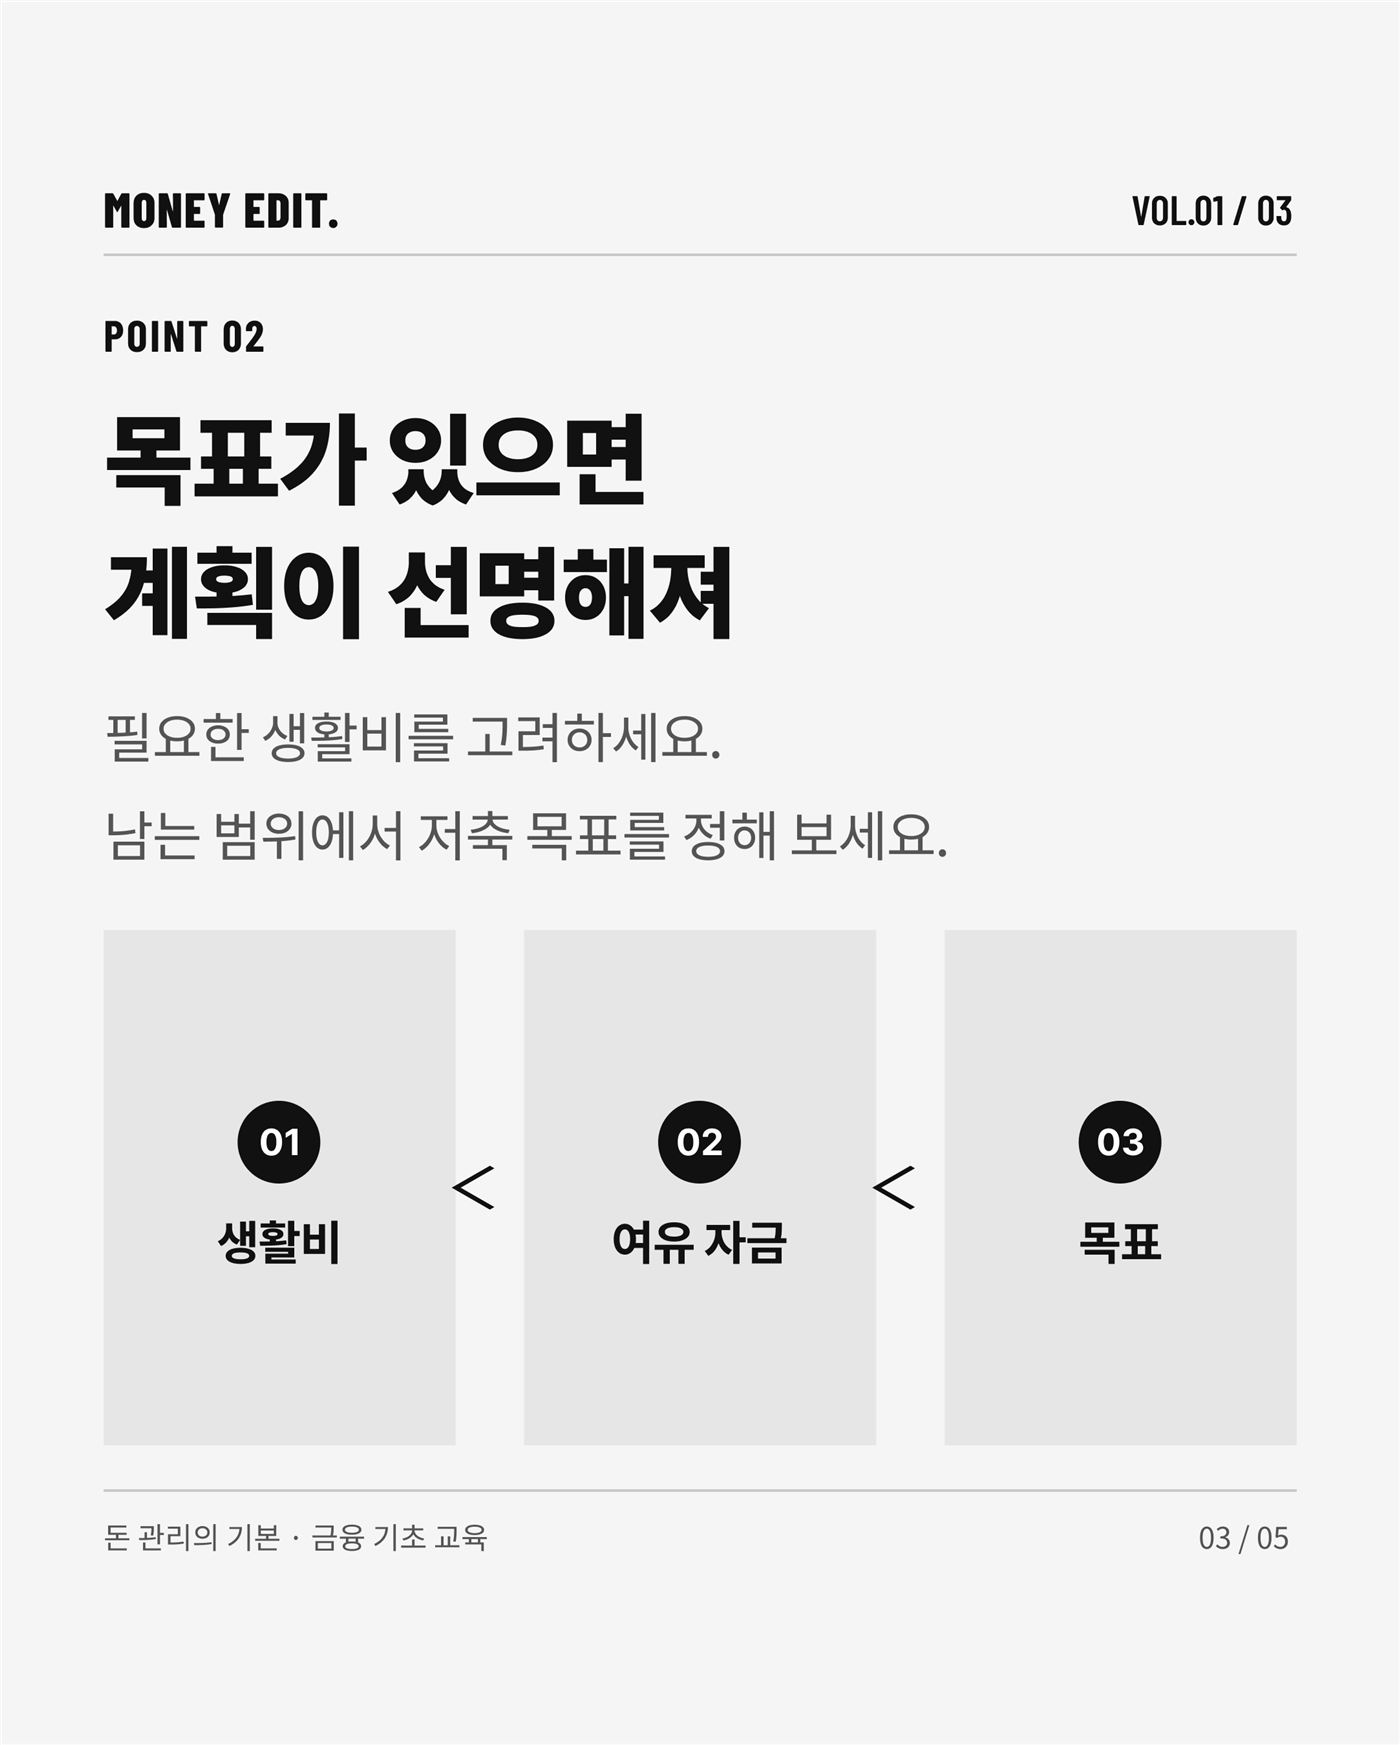 MONEY EDIT.
VOL.01 / 03
POINT 02
목표가 있으면
계획이 선명해져
필요한 생활비를 고려하세요.
남는 범위에서 저축 목표를 정해 보세요.
01
생활비
<
02
여유 자금
<
03
목표
돈 관리의 기본 · 금융 기초 교육
03 / 05